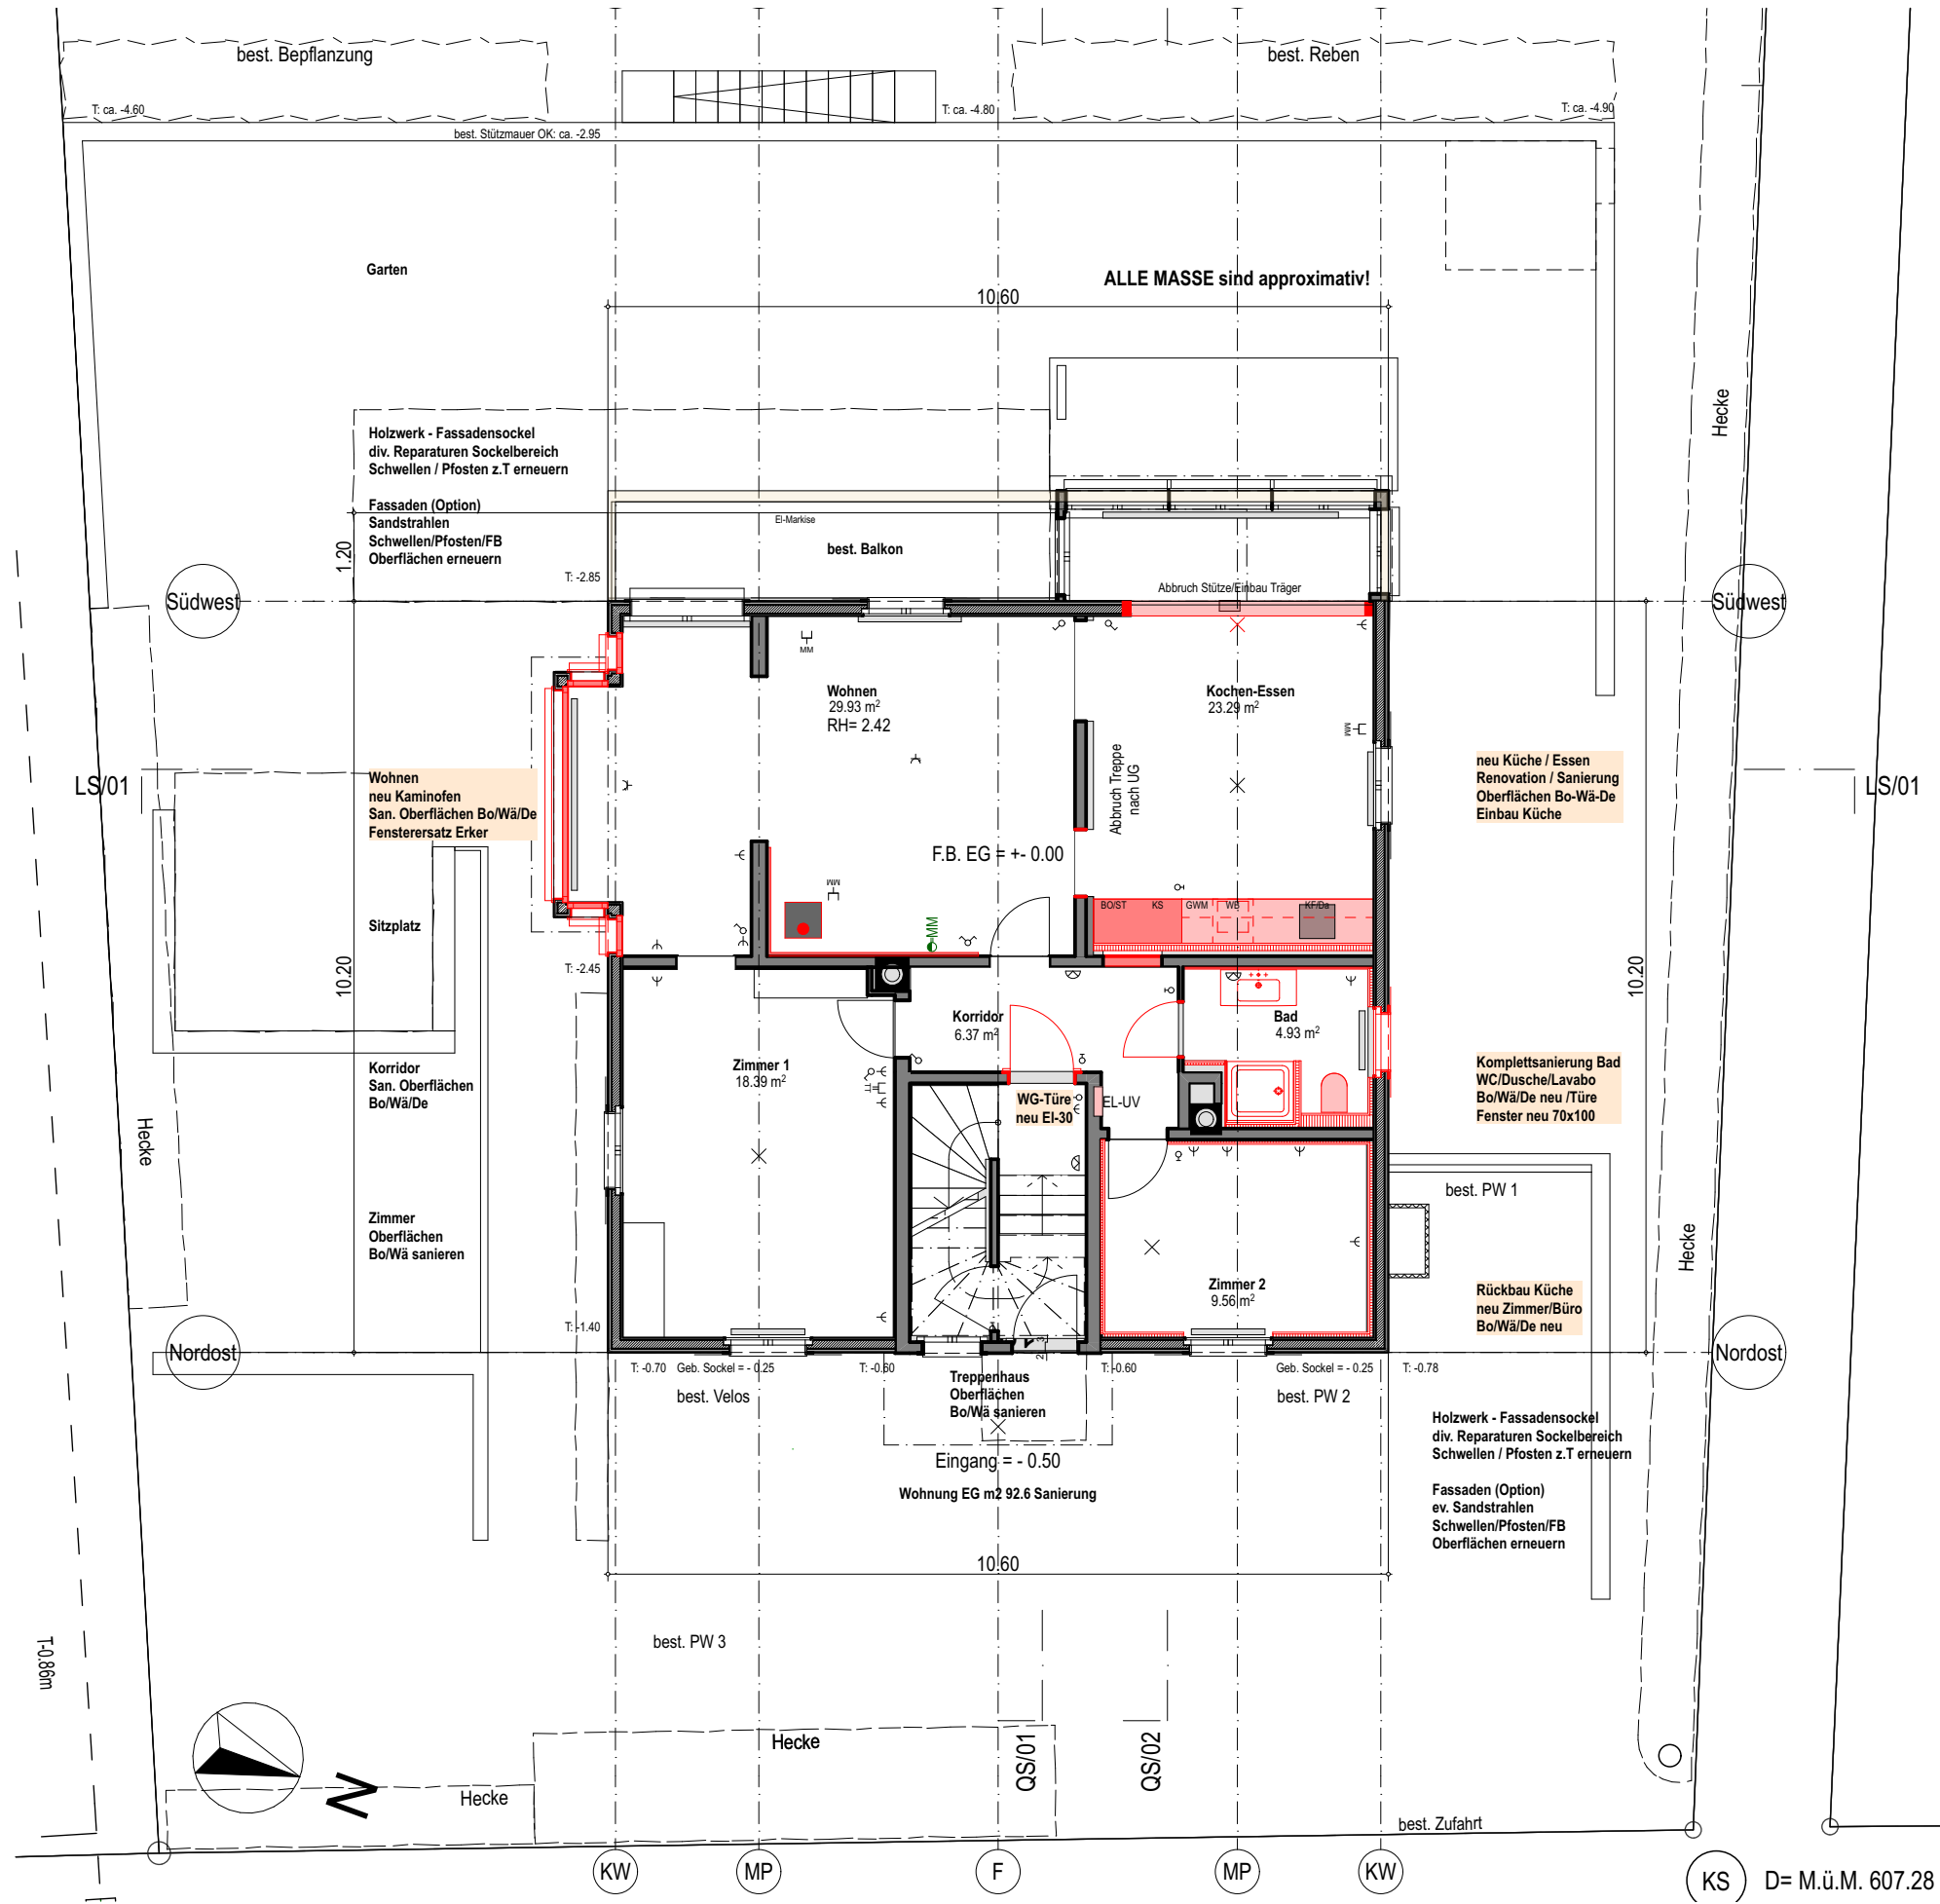 best. Bepflanzung
best. Reben
T: ca. -4.60
T: ca. -4.80
T: ca. -4.90
best. Stützmauer OK: ca. -2.95
Garten
ALLE MASSE sind approximativ!
10.60
Hecke
Holzwerk - Fassadensockel
div. Reparaturen Sockelbereich
Schwellen / Pfosten z.T erneuern
Fassaden (Option)
Sandstrahlen
Schwellen/Pfosten/FB
Oberflächen erneuern
1.20
El-Markise
best. Balkon
T: -2.85
Abbruch Stütze/Einbau Träger
Südwest
Südwest
MM
Wohnen
29.93 m²
RH= 2.42
Kochen-Essen
23.29 m²
MM
Abbruch Treppe
nach UG
LS/01
LS/01
Wohnen
neu Kaminofen
San. Oberflächen Bo/Wä/De
Fensterersatz Erker
neu Küche / Essen
Renovation / Sanierung
Oberflächen Bo-Wä-De
Einbau Küche
F.B. EG = +- 0.00
MM
MM
BO/ST
KS
GWM
WB
KF/Da
Sitzplatz
T: -2.45
10.20
10.20
Korridor
6.37 m²
Bad
4.93 m²
Zimmer 1
18.39 m²
Korridor
San. Oberflächen
Bo/Wä/De
Komplettsanierung Bad
WC/Dusche/Lavabo
Bo/Wä/De neu /Türe
Fenster neu 70x100
WG-Türe
neu EI-30
EL-UV
Hecke
best. PW 1
Hecke
Zimmer
Oberflächen
Bo/Wä sanieren
Zimmer 2
9.56 m²
Rückbau Küche
neu Zimmer/Büro
Bo/Wä/De neu
T: -1.40
Nordost
Nordost
T: -0.70
Geb. Sockel = - 0.25
T: -0.60
T: -0.60
Geb. Sockel = - 0.25
T: -0.78
best. Velos
Treppenhaus
Oberflächen
Bo/Wä sanieren
best. PW 2
Eingang = - 0.50
Wohnung EG m2 92.6 Sanierung
Holzwerk - Fassadensockel
div. Reparaturen Sockelbereich
Schwellen / Pfosten z.T erneuern
Fassaden (Option)
ev. Sandstrahlen
Schwellen/Pfosten/FB
Oberflächen erneuern
10.60
T-0.86m
best. PW 3
QS/01
QS/02
Hecke
N
Hecke
best. Zufahrt
KW
MP
F
MP
KW
KS
D= M.ü.M. 607.28